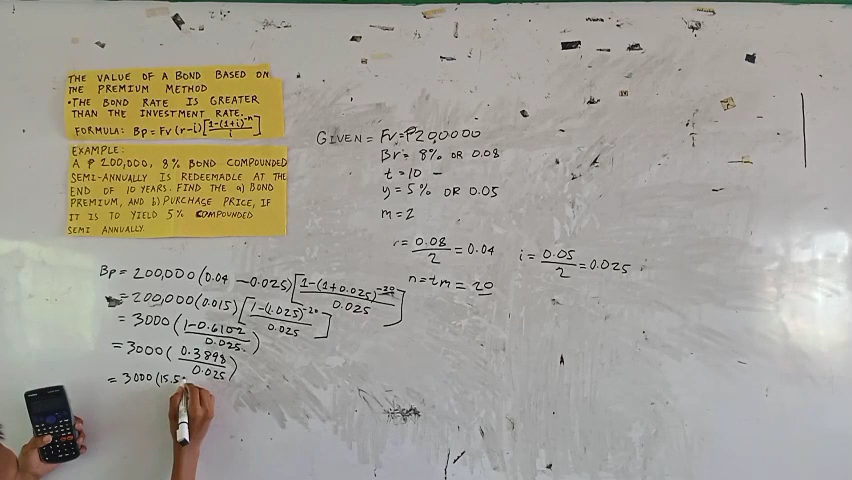 THE VALUE OF A BOND BASED ON
THE PREMIUM METHOD
•THE BOND RATE IS GREATER
THAN THE INVESTMENT RATE.
FORMULA: Bp = Fv (r-i) [1-(1+i)^-n / i]
EXAMPLE:
A ₱ 200,000, 8% BOND COMPOUNDED
SEMI-ANNUALLY IS REDEEMABLE AT THE
END OF 10 YEARS. FIND THE a) BOND
PREMIUM, AND b) PURCHASE PRICE, IF
IT IS TO YIELD 5% COMPOUNDED
SEMI ANNUALLY.
GIVEN = Fv = ₱200000
Br = 8% OR 0.08
t = 10
y = 5% OR 0.05
m = 2
r = 0.08 / 2 = 0.04
i = 0.05 / 2 = 0.025
n = tm = 20
Bp = 200,000 (0.04 - 0.025) [1-(1+0.025)^-20 / 0.025]
= 200,000 (0.015) [1-(1.025)^-20 / 0.025]
= 3000 (1-0.6102 / 0.025)
= 3000 (0.3898 / 0.025)
= 3000 (15.5